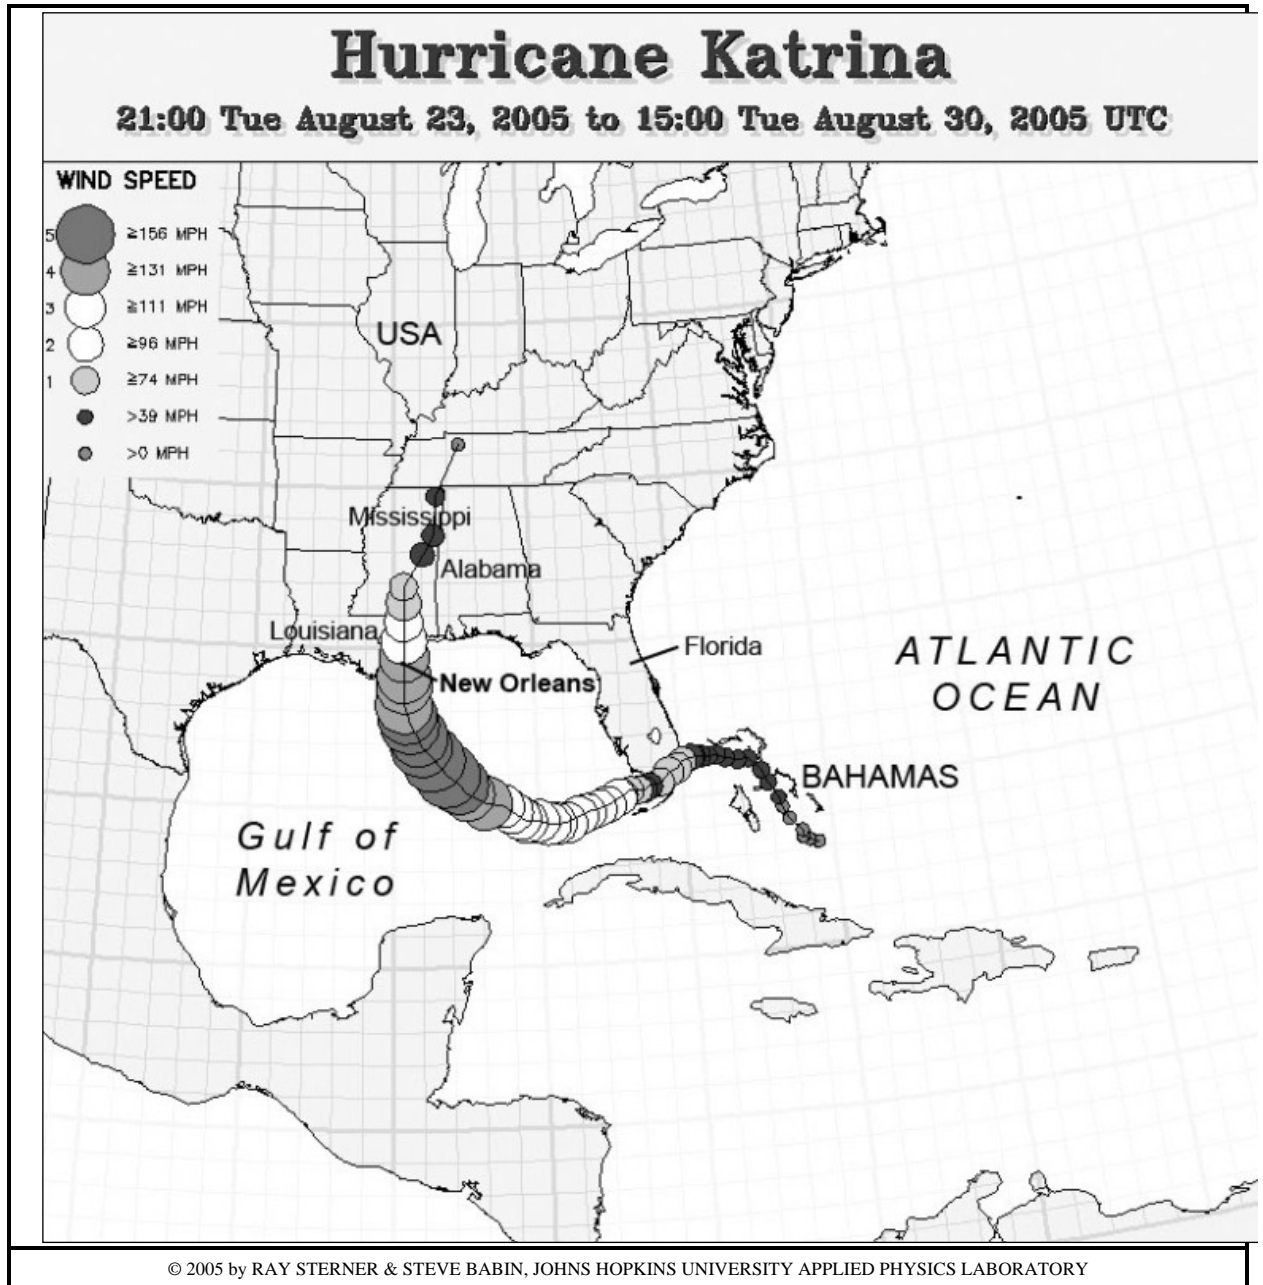 Hurricane Katrina
21:00 Tue August 23, 2005 to 15:00 Tue August 30, 2005 UTC
WIND SPEED
5 ≧156 MPH
4 ≧131 MPH
3 ≧111 MPH
2 ≧96 MPH
1 ≧74 MPH
>39 MPH
>0 MPH
USA
Mississippi
Alabama
Louisiana
Florida
New Orleans
ATLANTIC
OCEAN
BAHAMAS
Gulf of
Mexico
© 2005 by RAY STERNER & STEVE BABIN, JOHNS HOPKINS UNIVERSITY APPLIED PHYSICS LABORATORY